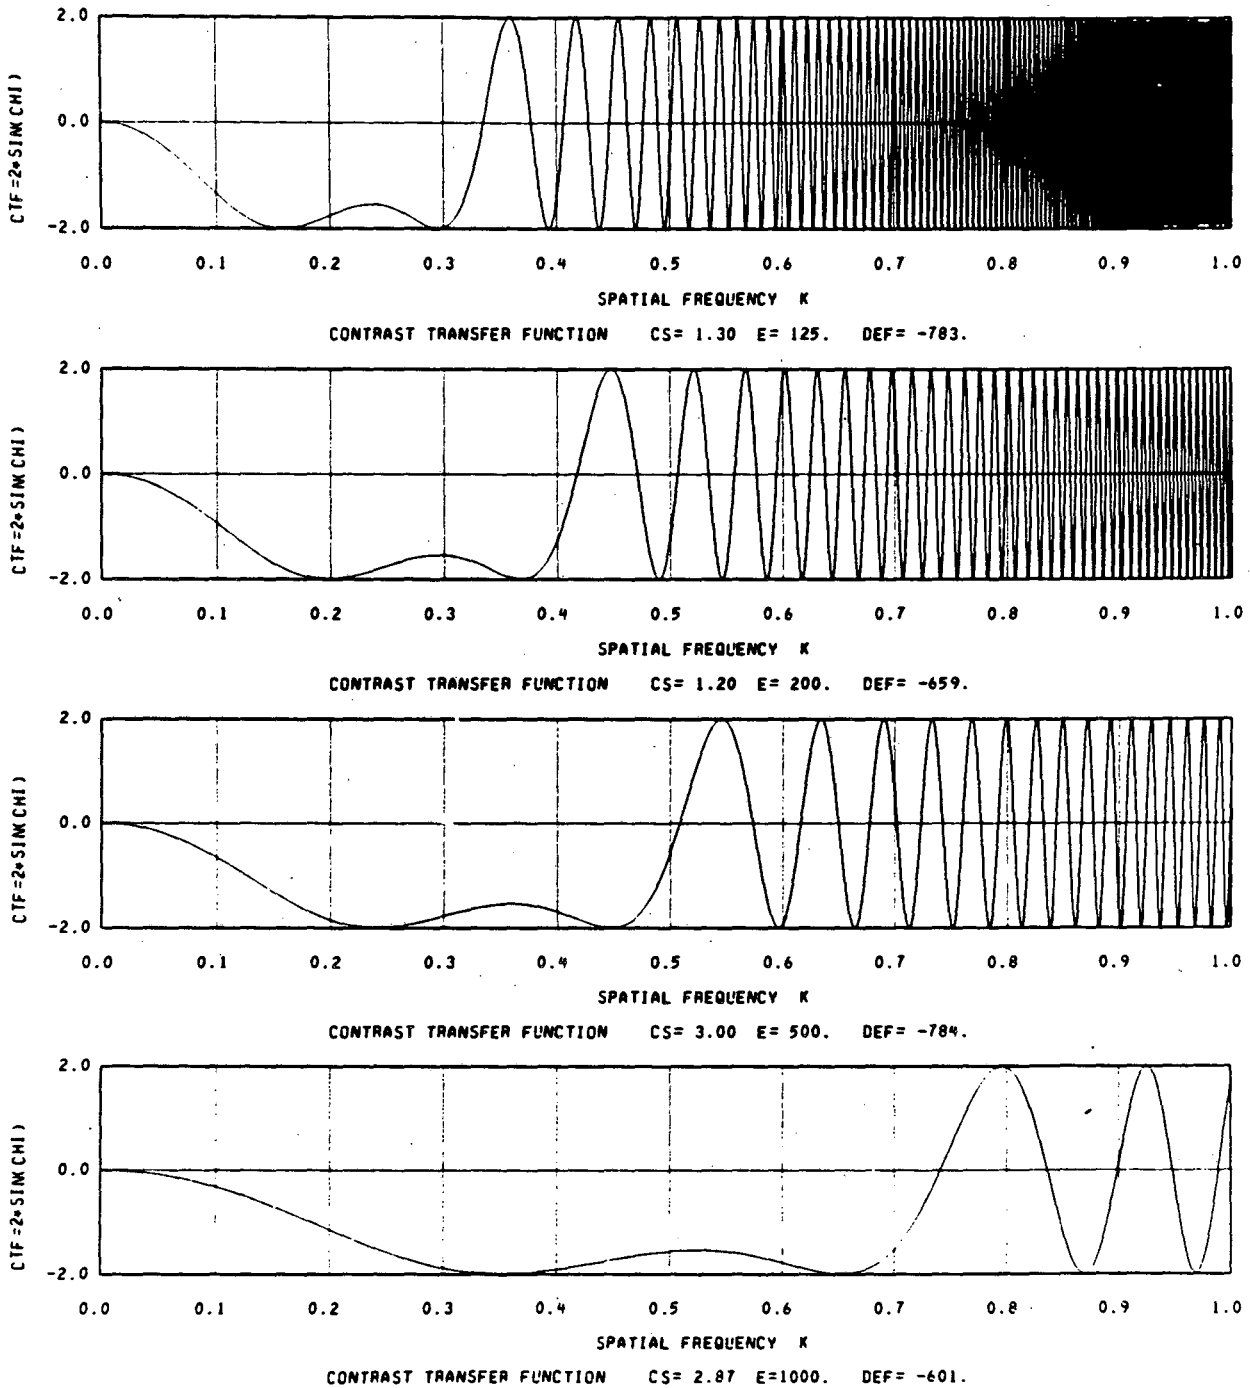 2.0
0.0
-2.0
CTF=2*SIN(CHI)
0.0 0.1 0.2 0.3 0.4 0.5 0.6 0.7 0.8 0.9 1.0
SPATIAL FREQUENCY K
CONTRAST TRANSFER FUNCTION CS= 1.30 E= 125. DEF= -783.
2.0
0.0
-2.0
CTF=2*SIN(CHI)
0.0 0.1 0.2 0.3 0.4 0.5 0.6 0.7 0.8 0.9 1.0
SPATIAL FREQUENCY K
CONTRAST TRANSFER FUNCTION CS= 1.20 E= 200. DEF= -659.
2.0
0.0
-2.0
CTF=2*SIN(CHI)
0.0 0.1 0.2 0.3 0.4 0.5 0.6 0.7 0.8 0.9 1.0
SPATIAL FREQUENCY K
CONTRAST TRANSFER FUNCTION CS= 3.00 E= 500. DEF= -784.
2.0
0.0
-2.0
CTF=2*SIN(CHI)
0.0 0.1 0.2 0.3 0.4 0.5 0.6 0.7 0.8 0.9 1.0
SPATIAL FREQUENCY K
CONTRAST TRANSFER FUNCTION CS= 2.87 E=1000. DEF= -601.